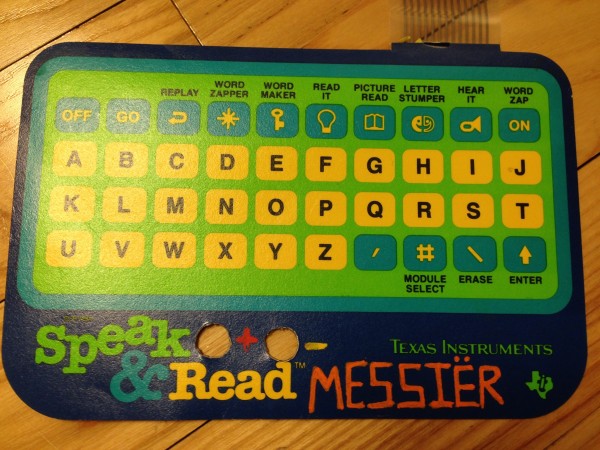 REPLAY WORD ZAPPER WORD MAKER READ IT PICTURE READ LETTER STUMPER HEAR IT WORD ZAP
OFF GO ON
A B C D E F G H I J
K L M N O P Q R S T
U V W X Y Z ' #
MODULE SELECT ERASE ENTER
Speak + -
& Read™ MESSIËR
TEXAS INSTRUMENTS